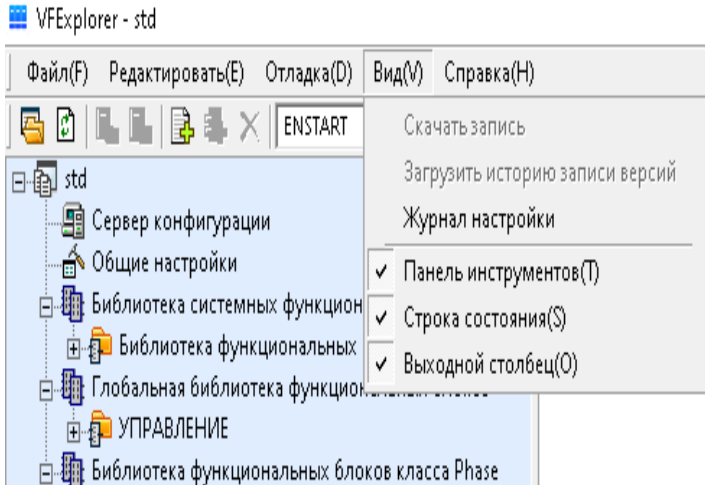 VFExplorer - std
Файл(F) Редактировать(E) Отладка(D) Вид(V) Справка(H)
ENSTART
Скачать запись
Загрузить историю записи версий
Журнал настройки
Панель инструментов(T)
Строка состояния(S)
Выходной столбец(O)
std
Сервер конфигурации
Общие настройки
Библиотека системных функцион
Библиотека функциональных
Глобальная библиотека функцион
УПРАВЛЕНИЕ
Библиотека функциональных блоков класса Phase